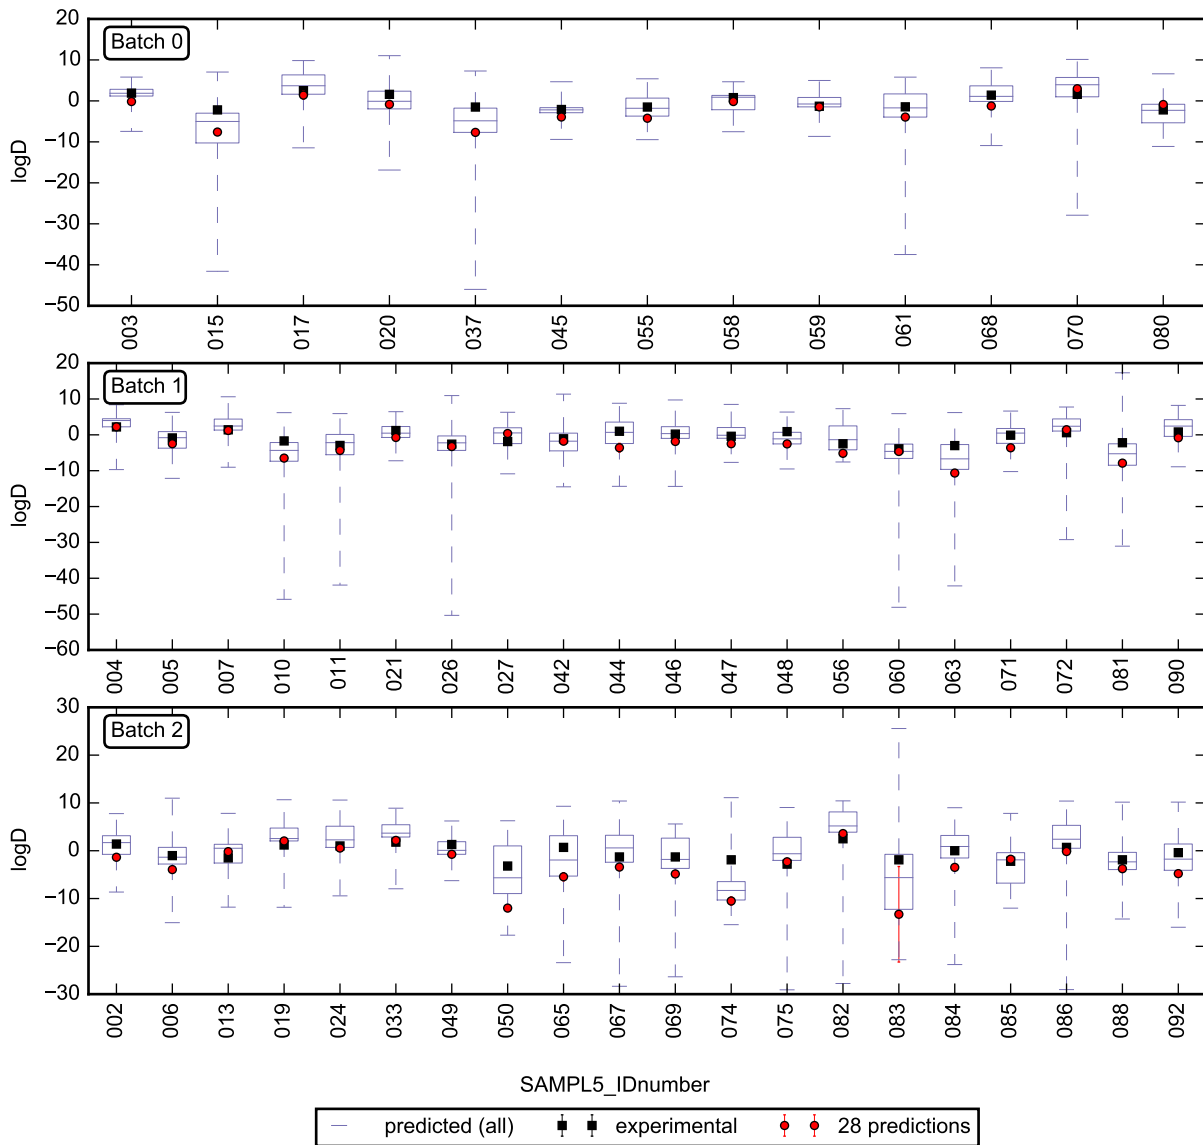 20
Batch 0
10
0
−10
−20
−30
−40
−50
logD
003 015 017 020 037 045 055 058 059 061 068 070 080
20
Batch 1
10
0
−10
−20
−30
−40
−50
−60
logD
004 005 007 010 011 021 026 027 042 044 046 047 048 056 060 063 071 072 081 090
30
Batch 2
20
10
0
−10
−20
−30
logD
002 006 013 019 024 033 049 050 065 067 069 074 075 082 083 084 085 086 088 092
SAMPL5_IDnumber
predicted (all) experimental 28 predictions